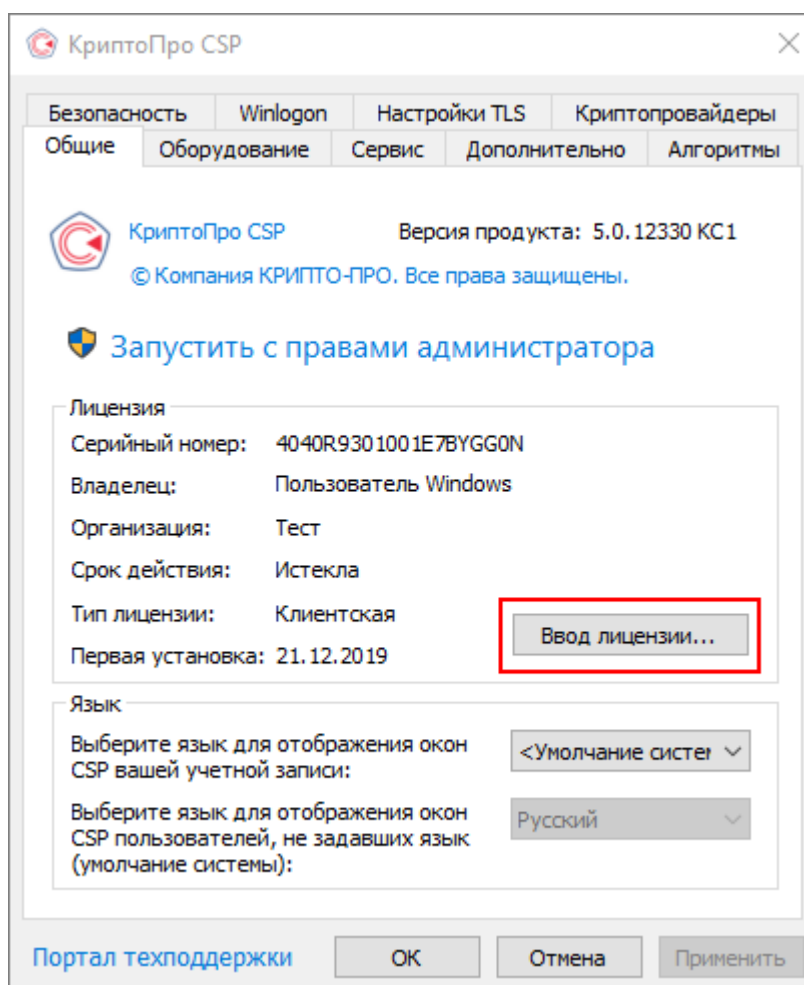 КриптоПро CSP
Безопасность Winlogon Настройки TLS Криптопровайдеры
Общие Оборудование Сервис Дополнительно Алгоритмы
КриптоПро CSP Версия продукта: 5.0.12330 КС1
© Компания КРИПТО-ПРО. Все права защищены.
Запустить с правами администратора
Лицензия
Серийный номер: 4040R9301001E7BYGG0N
Владелец: Пользователь Windows
Организация: Тест
Срок действия: Истекла
Тип лицензии: Клиентская
Ввод лицензии...
Первая установка: 21.12.2019
Язык
Выберите язык для отображения окон
CSP вашей учетной записи:
<Умолчание систег
Выберите язык для отображения окон
CSP пользователей, не задавших язык
(умолчание системы):
Русский
Портал техподдержки ОК Отмена Применить